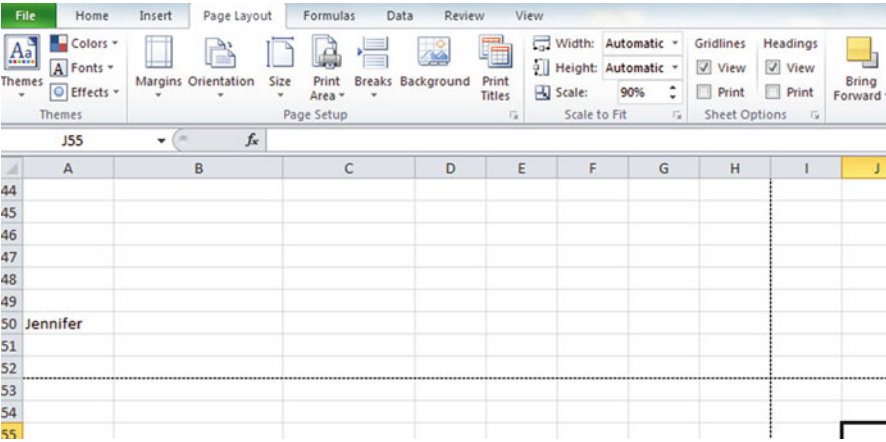 File Home Insert Page Layout Formulas Data Review View
Aa Colors Width: Automatic Gridlines Headings
A Fonts Height: Automatic View View
Themes Effects Margins Orientation Size Print Area Breaks Background Print Titles Scale: 90% Print Print Bring Forward
Themes Page Setup Scale to Fit Sheet Options
J55 fx
A B C D E F G H I J
44
45
46
47
48
49
50 Jennifer
51
52
53
54
55